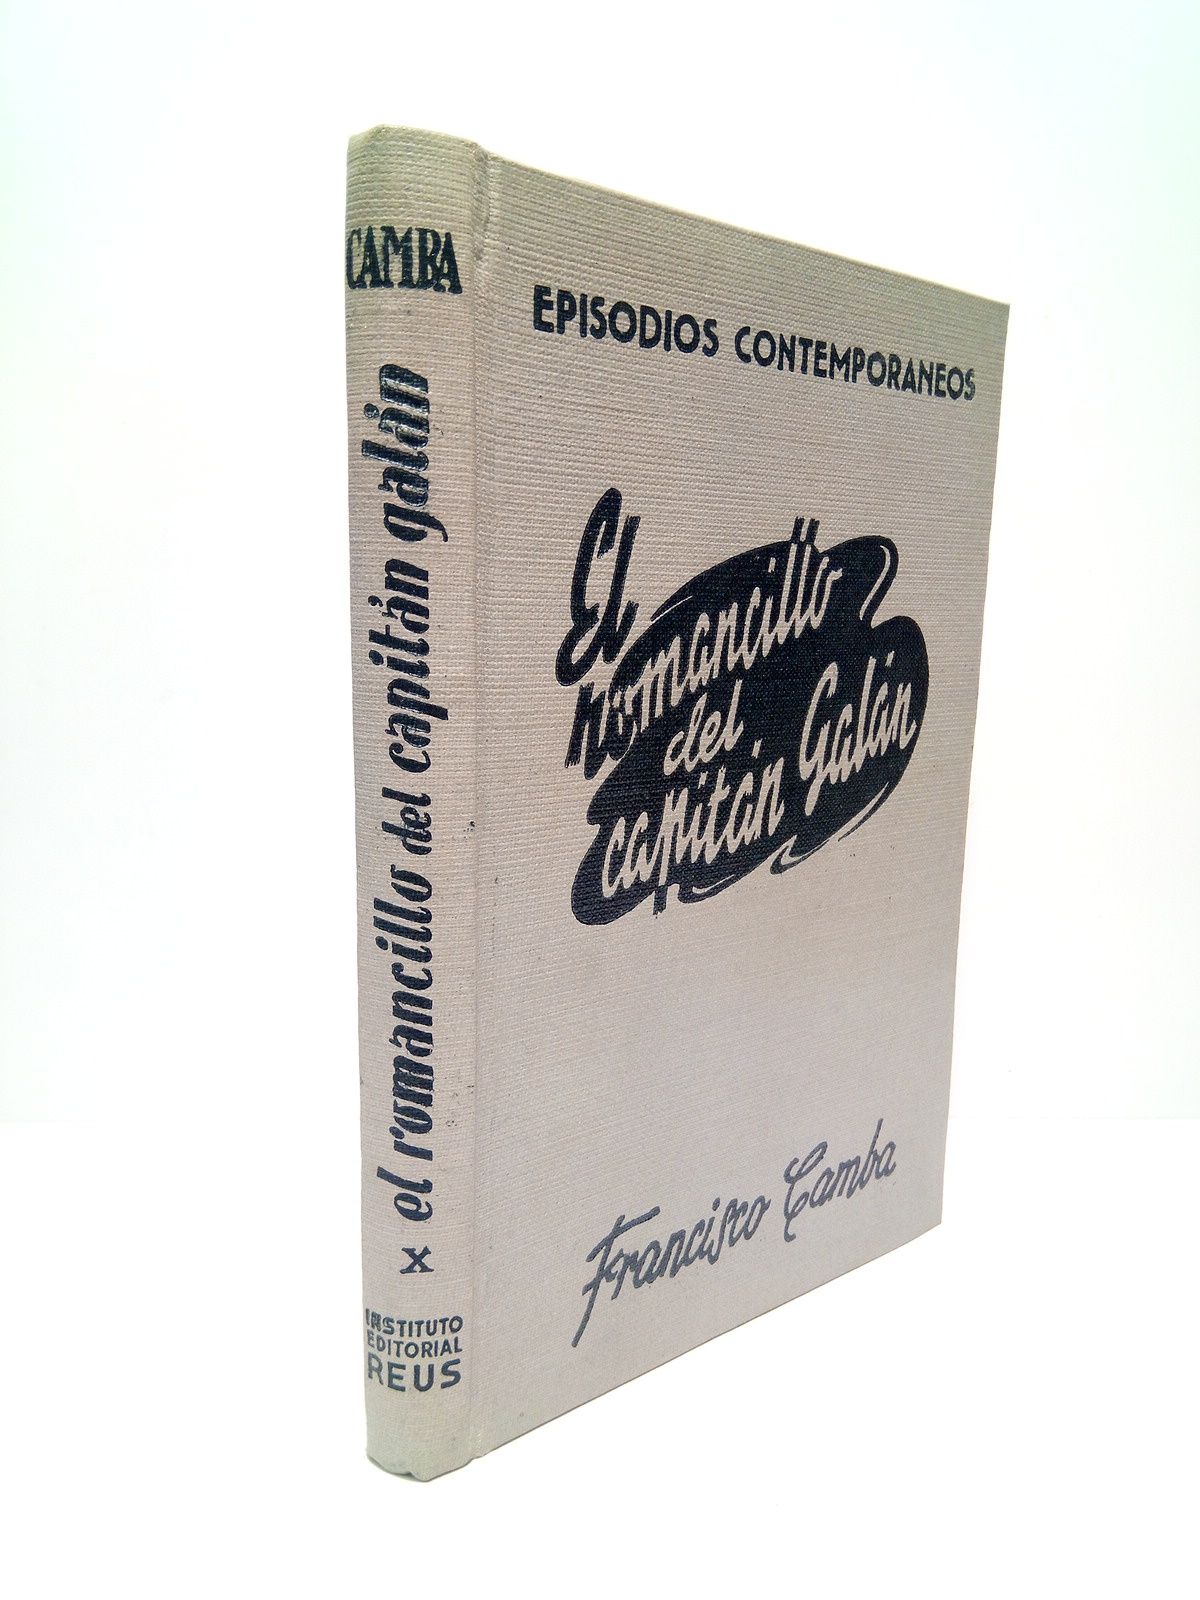 CAMBA
el romancillo del capitán galán
X
INSTITUTO
EDITORIAL
REUS
EPISODIOS CONTEMPORANEOS
El
romancillo
del
capitán Galán
Francisco Camba